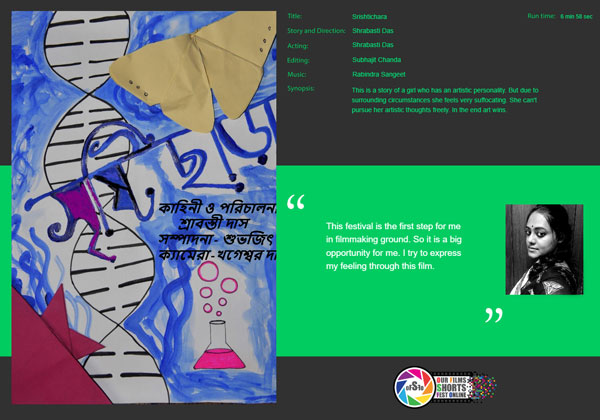 Title: Srishtichara Run time: 6 min 58 sec
Story and Direction: Shrabasti Das
Acting: Shrabasti Das
Editing: Subhajit Chanda
Music: Rabindra Sangeet
Synopsis: This is a story of a girl who has an artistic personality. But due to
surrounding circumstances she feels very suffocating. She can't
pursue her artistic thoughts freely. In the end art wins.
কাহিনী ও পরিচালনা
শ্রাবস্তী দাস
সম্পাদনা - শুভজিৎ
ক্যামেরা - খগেশ্বর দা
“
This festival is the first step for me
in filmmaking ground. So it is a big
opportunity for me. I try to express
my feeling through this film.
”
OUR FILMS
SHORTS
FEST ONLINE